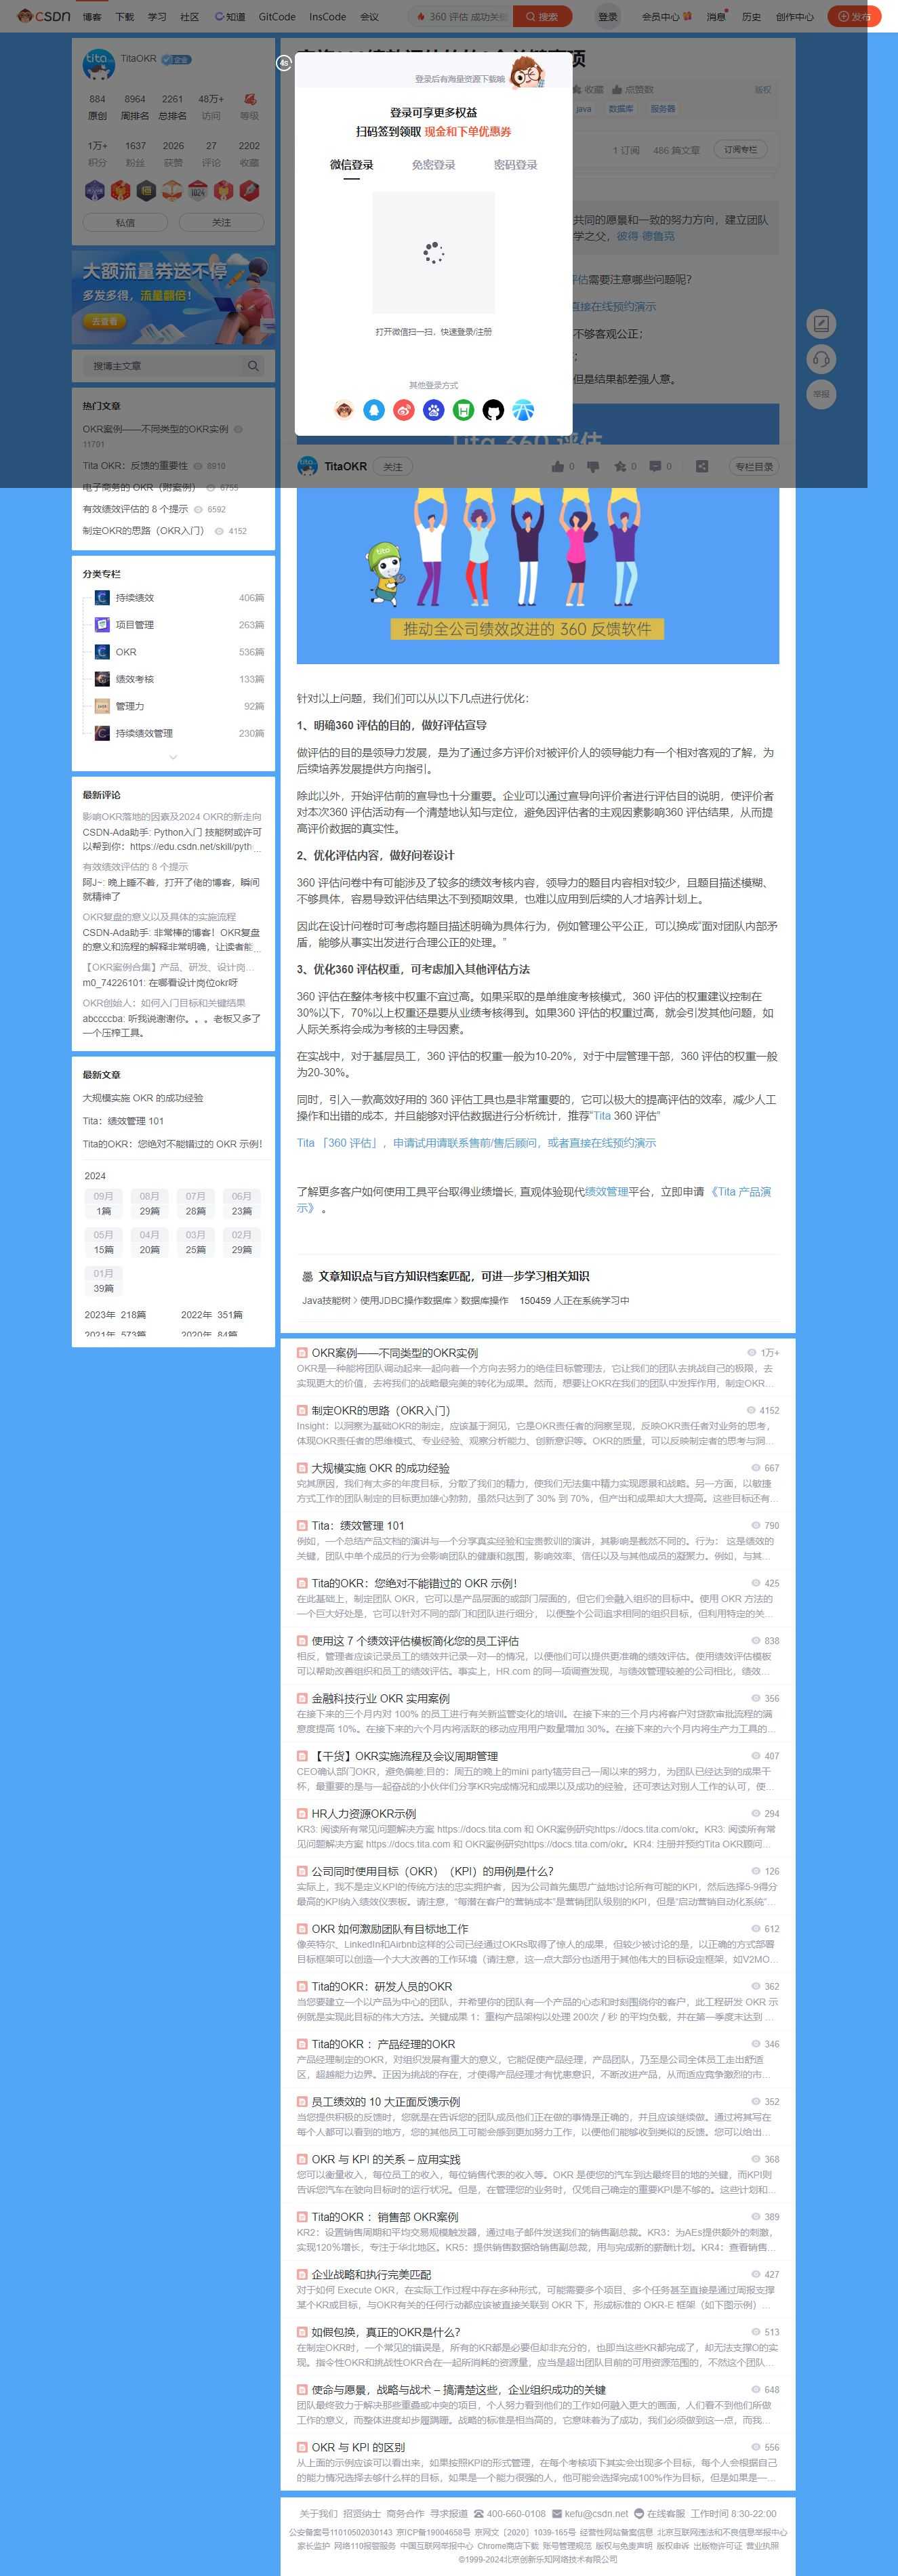 CSDN 博客 下载 学习 社区 知道 GitCode InsCode 会议 360 评估 成功关键 搜索 登录 会员中心 消息 历史 创作中心 发布
TitaOKR 企业
884 8964 2261 48万+
原创 周排名 总排名 访问 等级
1万+ 1637 2026 27 2202
积分 粉丝 获赞 评论 收藏
私信 关注
大额流量券送不停
多发多得，流量翻倍！
去查看
搜博主文章
热门文章
OKR案例——不同类型的OKR实例
11701
Tita OKR：反馈的重要性 8910
电子商务的 OKR（附案例） 8755
有效绩效评估的 8 个提示 6592
制定OKR的思路（OKR入门） 4152
分类专栏
持续绩效 406篇
项目管理 263篇
OKR 536篇
绩效考核 133篇
管理力 92篇
持续绩效管理 230篇
最新评论
影响OKR落地的因素及2024 OKR的新走向
CSDN-Ada助手: Python入门 技能树或许可
以帮到你：https://edu.csdn.net/skill/pyth...
有效绩效评估的 8 个提示
阿J~: 晚上睡不着，打开了佬的博客，瞬间
就精神了
OKR复盘的意义以及具体的实施流程
CSDN-Ada助手: 非常棒的博客！OKR复盘
的意义和流程的解释非常明确，让读者能...
【OKR案例合集】产品、研发、设计岗...
m0_74226101: 在哪看设计岗位okr呀
OKR创始人：如何入门目标和关键结果
abccccba: 听我说谢谢你。。。老板又多了
一个压榨工具。
最新文章
大规模实施 OKR 的成功经验
Tita：绩效管理 101
Tita的OKR：您绝对不能错过的 OKR 示例！
2024
09月 08月 07月 06月
1篇 29篇 28篇 23篇
05月 04月 03月 02月
15篇 20篇 25篇 29篇
01月
39篇
2023年 218篇 2022年 351篇
2021年 573篇 2020年 84篇
4s
登录后有海量资源下载喃
登录可享更多权益
扫码签到领取 现金和下单优惠券
微信登录 免密登录 密码登录
打开微信扫一扫，快速登录/注册
其他登录方式
收藏 点赞数 版权
java 数据库 服务器
1 订阅 486 篇文章 订阅专栏
共同的愿景和一致的努力方向，建立团队
学之父，彼得 德鲁克
评估需要注意哪些问题呢？
直接在线预约演示
不够客观公正；
但是结果都差强人意。
举报
Tita 360 评估
TitaOKR 关注 0 0 0 专栏目录
tita
推动全公司绩效改进的 360 反馈软件
针对以上问题，我们们可以从以下几点进行优化：
1、明确360 评估的目的，做好评估宣导
做评估的目的是领导力发展，是为了通过多方评价对被评价人的领导能力有一个相对客观的了解，为
后续培养发展提供方向指引。
除此以外，开始评估前的宣导也十分重要。企业可以通过宣导向评价者进行评估目的说明，使评价者
对本次360 评估活动有一个清楚地认知与定位，避免因评估者的主观因素影响360 评估结果，从而提
高评价数据的真实性。
2、优化评估内容，做好问卷设计
360 评估问卷中有可能涉及了较多的绩效考核内容，领导力的题目内容相对较少，且题目描述模糊、
不够具体，容易导致评估结果达不到预期效果，也难以应用到后续的人才培养计划上。
因此在设计问卷时可考虑将题目描述明确为具体行为，例如管理公平公正，可以换成“面对团队内部矛
盾，能够从事实出发进行合理公正的处理。”
3、优化360 评估权重，可考虑加入其他评估方法
360 评估在整体考核中权重不宜过高。如果采取的是单维度考核模式，360 评估的权重建议控制在
30%以下，70%以上权重还是要从业绩考核得到。如果360 评估的权重过高，就会引发其他问题，如
人际关系将会成为考核的主导因素。
在实战中，对于基层员工，360 评估的权重一般为10-20%，对于中层管理干部，360 评估的权重一般
为20-30%。
同时，引入一款高效好用的 360 评估工具也是非常重要的，它可以极大的提高评估的效率，减少人工
操作和出错的成本，并且能够对评估数据进行分析统计，推荐”Tita 360 评估”
Tita 「360 评估」，申请试用请联系售前/售后顾问，或者直接在线预约演示
了解更多客户如何使用工具平台取得业绩增长, 直观体验现代绩效管理平台，立即申请 《Tita 产品演
示》 。
文章知识点与官方知识档案匹配，可进一步学习相关知识
Java技能树 使用JDBC操作数据库 数据库操作 150459 人正在系统学习中
OKR案例——不同类型的OKR实例 1万+
OKR是一种能将团队调动起来一起向着一个方向去努力的绝佳目标管理法，它让我们的团队去挑战自己的极限，去
实现更大的价值，去将我们的战略最完美的转化为成果。然而，想要让OKR在我们的团队中发挥作用，制定OKR...
制定OKR的思路（OKR入门） 4152
Insight：以洞察为基础OKR的制定，应该基于洞见，它是OKR责任者的洞察呈现，反映OKR责任者对业务的思考，
体现OKR责任者的思维模式、专业经验、观察分析能力、创新意识等。OKR的质量，可以反映制定者的思考与洞...
大规模实施 OKR 的成功经验 667
究其原因，我们有太多的年度目标，分散了我们的精力，使我们无法集中精力实现愿景和战略。另一方面，以敏捷
方式工作的团队制定的目标更加雄心勃勃，虽然只达到了 30% 到 70%，但产出和成果却大大提高。这些目标还有...
Tita：绩效管理 101 790
例如，一个总结产品文档的演讲与一个分享真实经验和宝贵教训的演讲，其影响是截然不同的。行为： 这是绩效的
关键，团队中单个成员的行为会影响团队的健康和氛围，影响效率、信任以及与其他成员的凝聚力。例如，与其...
Tita的OKR：您绝对不能错过的 OKR 示例！ 425
在此基础上，制定团队 OKR，它可以是产品层面的或部门层面的，但它们会融入组织的目标中。使用 OKR 方法的
一个巨大好处是，它可以针对不同的部门和团队进行细分， 以便整个公司追求相同的组织目标，但利用特定的关...
使用这 7 个绩效评估模板简化您的员工评估 838
相反，管理者应该记录员工的绩效并记录一对一的情况，以便他们可以提供更准确的绩效评估。使用绩效评估模板
可以帮助改善组织和员工的绩效评估。事实上，HR.com 的同一项调查发现，与绩效管理较差的公司相比，绩效...
金融科技行业 OKR 实用案例 356
在接下来的三个月内对 100% 的员工进行有关新监管变化的培训。在接下来的三个月内将客户对贷款审批流程的满
意度提高 10%。在接下来的六个月内将活跃的移动应用用户数量增加 30%。在接下来的六个月内将生产力工具的...
【干货】OKR实施流程及会议周期管理 407
CEO确认部门OKR，避免偏差;目的：周五的晚上的mini party犒劳自己一周以来的努力，为团队已经达到的成果干
杯，最重要的是与一起奋战的小伙伴们分享KR完成情况和成果以及成功的经验，还可表达对别人工作的认可，使...
HR人力资源OKR示例 294
KR3: 阅读所有常见问题解决方案 https://docs.tita.com 和 OKR案例研究https://docs.tita.com/okr。KR3: 阅读所有常
见问题解决方案 https://docs.tita.com 和 OKR案例研究https://docs.tita.com/okr。KR4: 注册并预约Tita OKR顾问...
公司同时使用目标（OKR）（KPI）的用例是什么？ 126
实际上，我不是定义KPI的传统方法的忠实拥护者，因为公司首先集思广益地讨论所有可能的KPI，然后选择5-9得分
最高的KPI纳入绩效仪表板。请注意，“每潜在客户的营销成本”是营销团队级别的KPI，但是“启动营销自动化系统”...
OKR 如何激励团队有目标地工作 612
像英特尔、LinkedIn和Airbnb这样的公司已经通过OKRs取得了惊人的成果，但较少被讨论的是，以正确的方式部署
目标框架可以创造一个大大改善的工作环境（请注意，这一点大部分也适用于其他伟大的目标设定框架，如V2MO...
Tita的OKR：研发人员的OKR 362
当您要建立一个以产品为中心的团队，并希望你的团队有一个产品的心态和时刻围绕你的客户，此工程研发 OKR 示
例就是实现此目标的伟大方法。关键成果 1：重构产品架构以处理 200次 / 秒 的平均负载，并在第一季度末达到 ...
Tita的OKR ：产品经理的OKR 346
产品经理制定的OKR，对组织发展有重大的意义，它能促使产品经理，产品团队，乃至是公司全体员工走出舒适
区，超越能力边界。正因为挑战的存在，才使得产品经理才有忧患意识，不断改进产品，从而适应竞争激烈的市...
员工绩效的 10 大正面反馈示例 352
当您提供积极的反馈时，您就是在告诉您的团队成员他们正在做的事情是正确的，并且应该继续做。通过将其写在
每个人都可以看到的地方，您的其他员工可能会感到更加努力工作，以便他们能够收到类似的反馈。您可以给出...
OKR 与 KPI 的关系 – 应用实践 368
您可以衡量收入，每位员工的收入，每位销售代表的收入等。OKR 是使您的汽车到达最终目的地的关键，而KPI则
告诉您汽车在驶向目标时的运行状况。但是，在管理您的业务时，仅凭自己确定的重要KPI是不够的。这些计划和...
Tita的OKR ：销售部 OKR案例 389
KR2：设置销售周期和平均交易规模触发器，通过电子邮件发送我们的销售副总裁。KR3：为AEs提供额外的刺激，
实现120%增长，专注于华北地区。KR5：提供销售数据给销售副总裁，用与完成新的薪酬计划。KR4：查看销售...
企业战略和执行完美匹配 427
对于如何 Execute OKR，在实际工作过程中存在多种形式，可能需要多个项目、多个任务甚至直接是通过周报支撑
某个KR或目标，与OKR有关的任何行动都应该被直接关联到 OKR 下，形成标准的 OKR-E 框架（如下图示例）...
如假包换，真正的OKR是什么？ 513
在制定OKR时，一个常见的错误是，所有的KR都是必要但却非充分的，也即当这些KR都完成了，却无法支撑O的实
现。指令性OKR和挑战性OKR合在一起所消耗的资源量，应当是超出团队目前的可用资源范围的，不然这个团队...
使命与愿景，战略与战术 – 搞清楚这些，企业组织成功的关键 648
团队最终致力于解决那些重叠或冲突的项目，个人努力看到他们的工作如何融入更大的画面，人们看不到他们所做
工作的意义，而整体进度却步履蹒跚。战略的标准是相当高的，它意味着为了成功，我们必须做到这一点，而我...
OKR 与 KPI 的区别 556
从上面的示例应该可以看出来，如果按照KPI的形式管理，在每个考核项下其实会出现多个目标，每个人会根据自己
的能力情况选择去够什么样的目标，如果是一个能力很强的人，他可能会选择完成100%作为目标，但是如果是一...
关于我们 招贤纳士 商务合作 寻求报道 400-660-0108 kefu@csdn.net 在线客服 工作时间 8:30-22:00
公安备案号11010502030143 京ICP备19004658号 京网文〔2020〕1039-165号 经营性网站备案信息 北京互联网违法和不良信息举报中心
家长监护 网络110报警服务 中国互联网举报中心 Chrome商店下载 账号管理规范 版权与免责声明 版权申诉 出版物许可证 营业执照
©1999-2024北京创新乐知网络技术有限公司